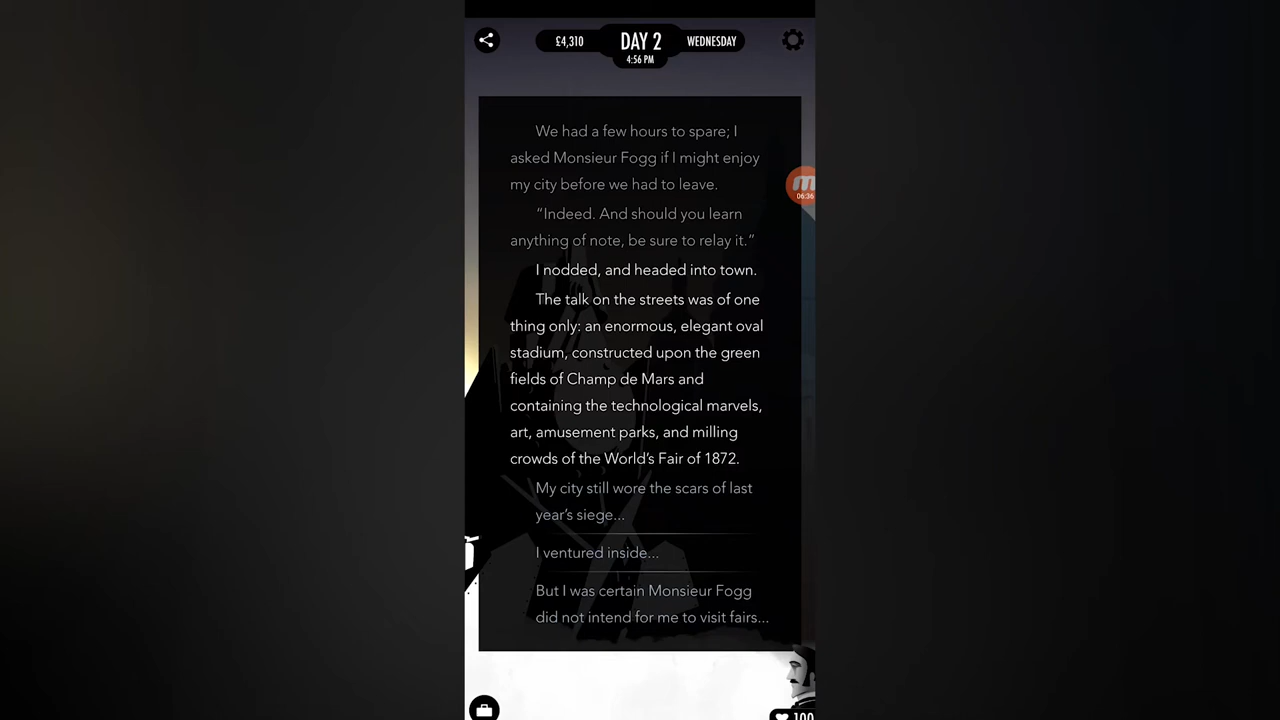 £4,310
DAY 2
WEDNESDAY
4:56 PM
We had a few hours to spare; I
asked Monsieur Fogg if I might enjoy
my city before we had to leave.
“Indeed. And should you learn
anything of note, be sure to relay it.”
I nodded, and headed into town.
The talk on the streets was of one
thing only: an enormous, elegant oval
stadium, constructed upon the green
fields of Champ de Mars and
containing the technological marvels,
art, amusement parks, and milling
crowds of the World’s Fair of 1872.
My city still wore the scars of last
year’s siege...
I ventured inside...
But I was certain Monsieur Fogg
did not intend for me to visit fairs...
06:36
100